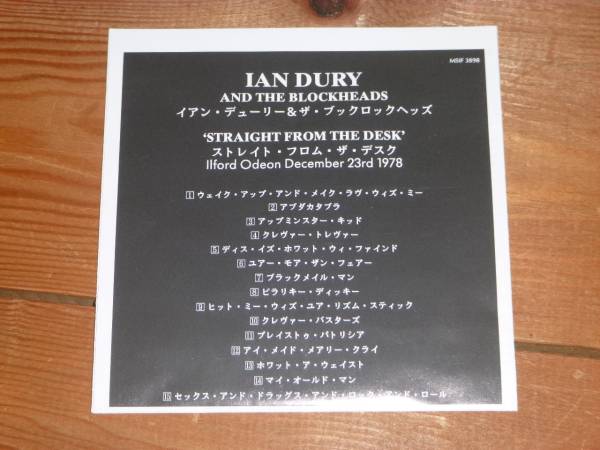 MSIF 3898
IAN DURY
AND THE BLOCKHEADS
イアン・デューリー&ザ・ブックロックヘッズ
‘STRAIGHT FROM THE DESK’
ストレイト・フロム・ザ・デスク
Ilford Odeon December 23rd 1978
1 ウェイク・アップ・アンド・メイク・ラヴ・ウィズ・ミー
2 アブダカタブラ
3 アップミンスター・キッド
4 クレヴァー・トレヴァー
5 ディス・イズ・ホワット・ウィ・ファインド
6 ユアー・モア・ザン・フェアー
7 ブラックメイル・マン
8 ビラリキー・ディッキー
9 ヒット・ミー・ウィズ・ユア・リズム・スティック
10 クレヴァー・バスターズ
11 プレイストゥ・パトリシア
12 アイ・メイド・メアリー・クライ
13 ホワット・ア・ウェイスト
14 マイ・オールド・マン
15 セックス・アンド・ドラッグス・アンド・ロック・アンド・ロール